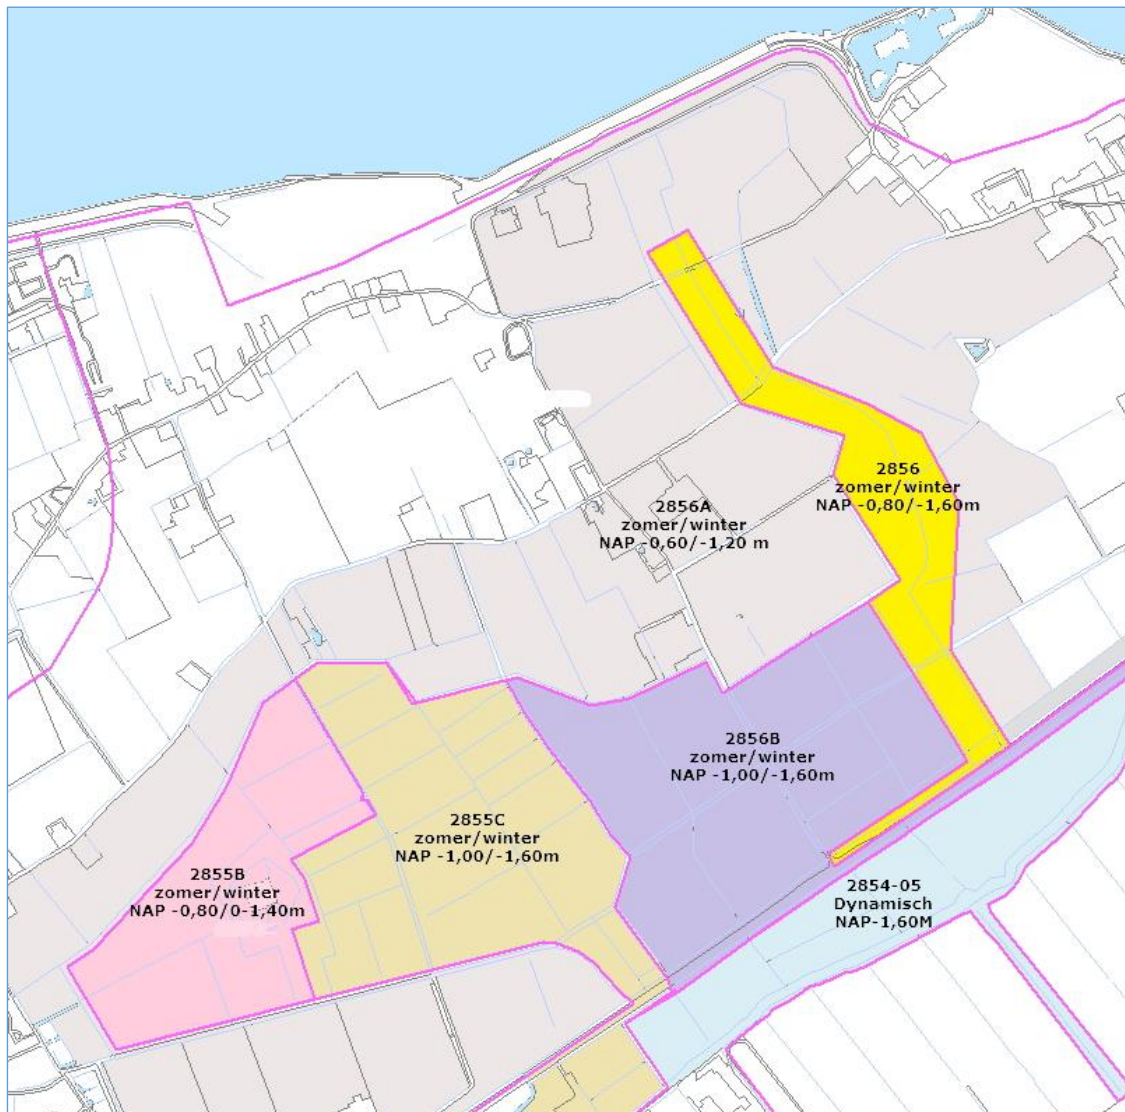 2856
zomer/winter
NAP -0,80/-1,60m
2856A
zomer/winter
NAP -0,60/-1,20 m
2856B
zomer/winter
NAP -1,00/-1,60m
2855C
zomer/winter
NAP -1,00/-1,60m
2855B
zomer/winter
NAP -0,80/0-1,40m
2854-05
Dynamisch
NAP-1,60M